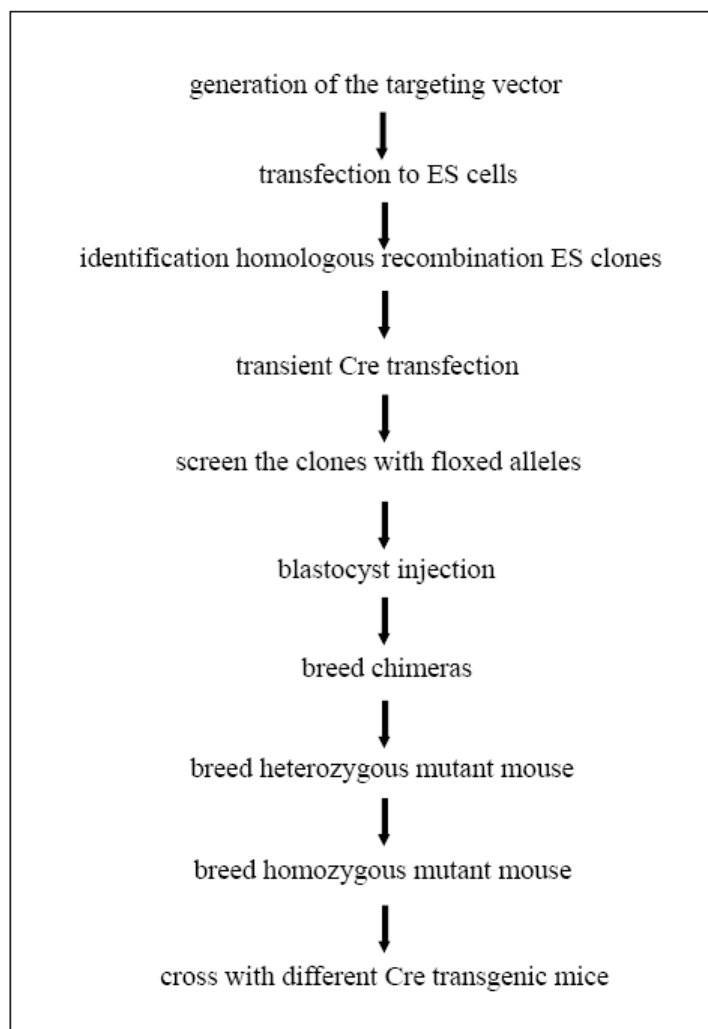 generation of the targeting vector
transfection to ES cells
identification homologous recombination ES clones
transient Cre transfection
screen the clones with floxed alleles
blastocyst injection
breed chimeras
breed heterozygous mutant mouse
breed homozygous mutant mouse
cross with different Cre transgenic mice